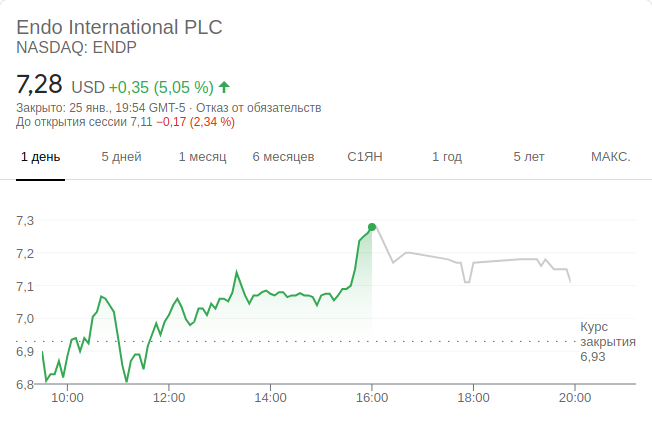 Endo International PLC
NASDAQ: ENDP
7,28 USD +0,35 (5,05 %)
Закрыто: 25 янв., 19:54 GMT-5 · Отказ от обязательств
До открытия сессии 7,11 −0,17 (2,34 %)
1 день 5 дней 1 месяц 6 месяцев С1ЯН 1 год 5 лет МАКС.
7,3
7,2
7,1
7,0
6,9
6,8
Курс
закрытия
6,93
10:00 12:00 14:00 16:00 18:00 20:00